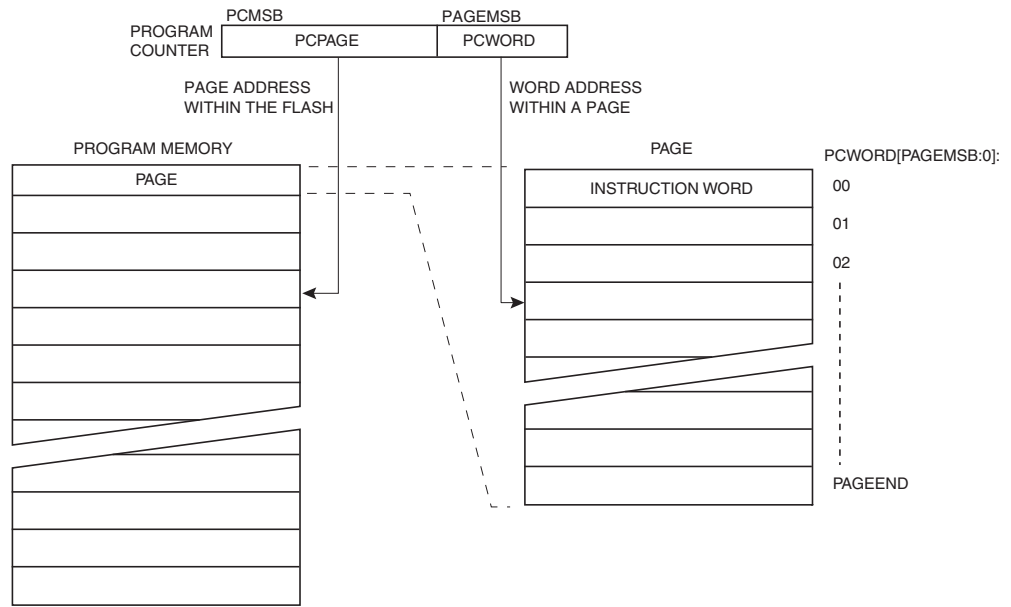 PCMSB
PAGEMSB
PROGRAM
COUNTER
PCPAGE
PCWORD
PAGE ADDRESS
WITHIN THE FLASH
WORD ADDRESS
WITHIN A PAGE
PROGRAM MEMORY
PAGE
PAGE
PCWORD[PAGEMSB:0]:
INSTRUCTION WORD
00
01
02
PAGEEND